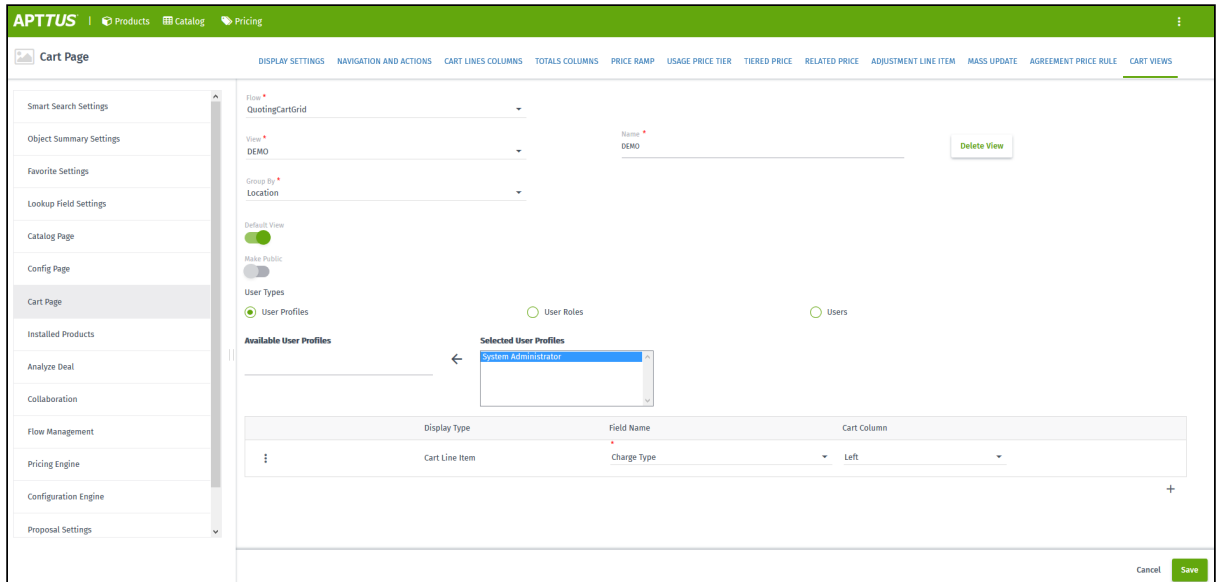 APTTUS | Products Catalog Pricing
Cart Page
DISPLAY SETTINGS NAVIGATION AND ACTIONS CART LINES COLUMNS TOTALS COLUMNS PRICE RAMP USAGE PRICE TIER TIERED PRICE RELATED PRICE ADJUSTMENT LINE ITEM MASS UPDATE AGREEMENT PRICE RULE CART VIEWS
Smart Search Settings
Object Summary Settings
Favorite Settings
Lookup Field Settings
Catalog Page
Config Page
Cart Page
Installed Products
Analyze Deal
Collaboration
Flow Management
Pricing Engine
Configuration Engine
Proposal Settings
Flow *
QuotingCartGrid
View *
DEMO
Name *
DEMO
Delete View
Group By *
Location
Default View
Make Public
User Types
User Profiles User Roles Users
Available User Profiles Selected User Profiles
System Administrator
Display Type Field Name Cart Column
*
Cart Line Item Charge Type Left
+
Cancel Save